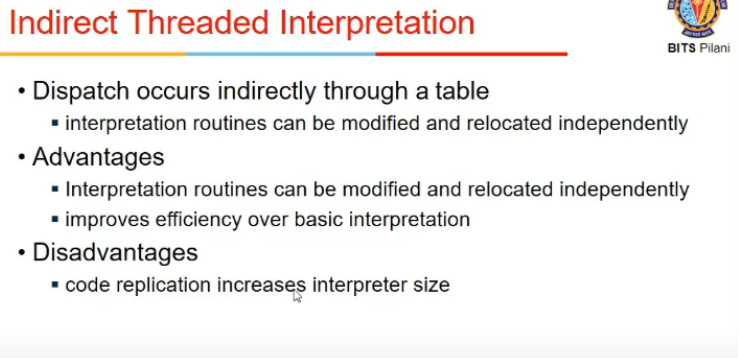 Indirect Threaded Interpretation
BITS Pilani
• Dispatch occurs indirectly through a table
▪ interpretation routines can be modified and relocated independently
• Advantages
▪ Interpretation routines can be modified and relocated independently
▪ improves efficiency over basic interpretation
• Disadvantages
▪ code replication increases interpreter size